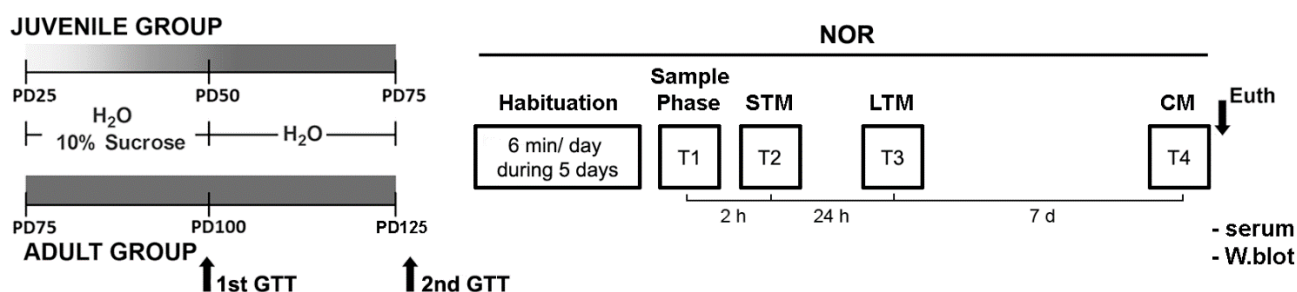 JUVENILE GROUP
PD25 PD50 PD75
H₂O
10% Sucrose
H₂O
PD75 PD100 PD125
ADULT GROUP
1st GTT 2nd GTT
NOR
Habituation
Sample
Phase
STM
LTM
CM
Euth
6 min/ day
during 5 days
T1
T2
T3
T4
2 h
24 h
7 d
- serum
- W.blot